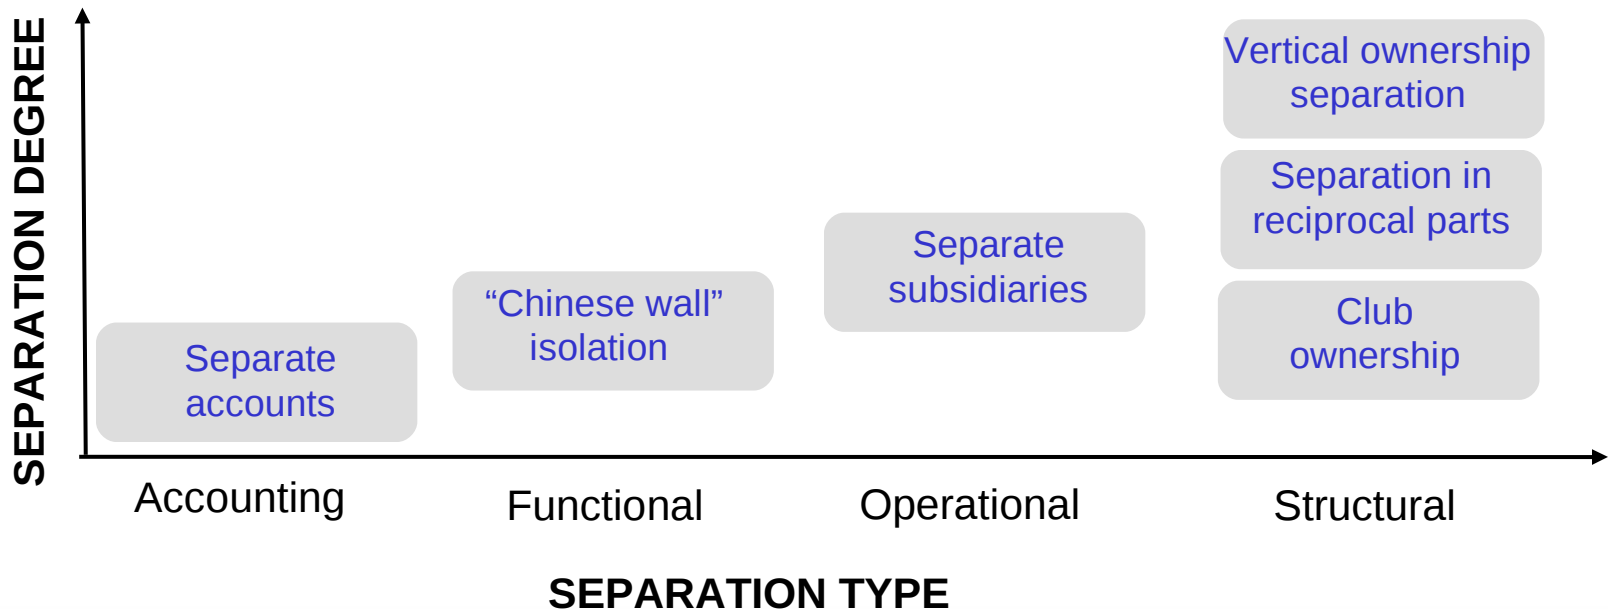 SEPARATION DEGREE
Vertical ownership
separation
Separation in
reciprocal parts
Club
ownership
Separate
subsidiaries
“Chinese wall”
isolation
Separate
accounts
Accounting
Functional
Operational
Structural
SEPARATION TYPE